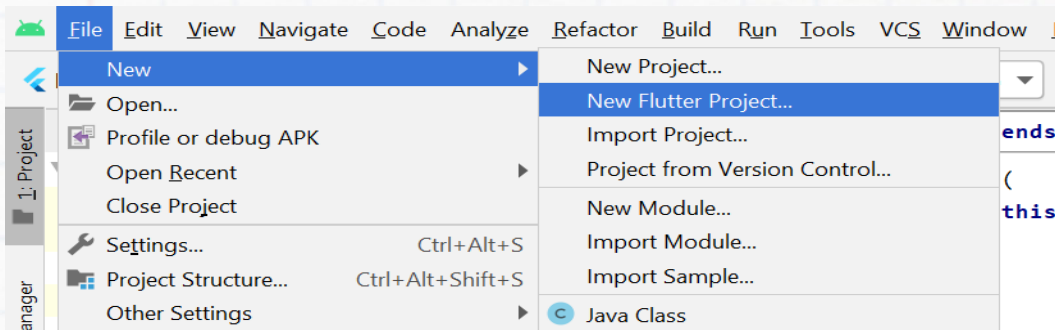 File Edit View Navigate Code Analyze Refactor Build Run Tools VCS Window
New
Open...
Profile or debug APK
Open Recent
Close Project
Settings... Ctrl+Alt+S
Project Structure... Ctrl+Alt+Shift+S
Other Settings
New Project...
New Flutter Project...
Import Project...
Project from Version Control...
New Module...
Import Module...
Import Sample...
C Java Class
1: Project
anager
ends
(
this